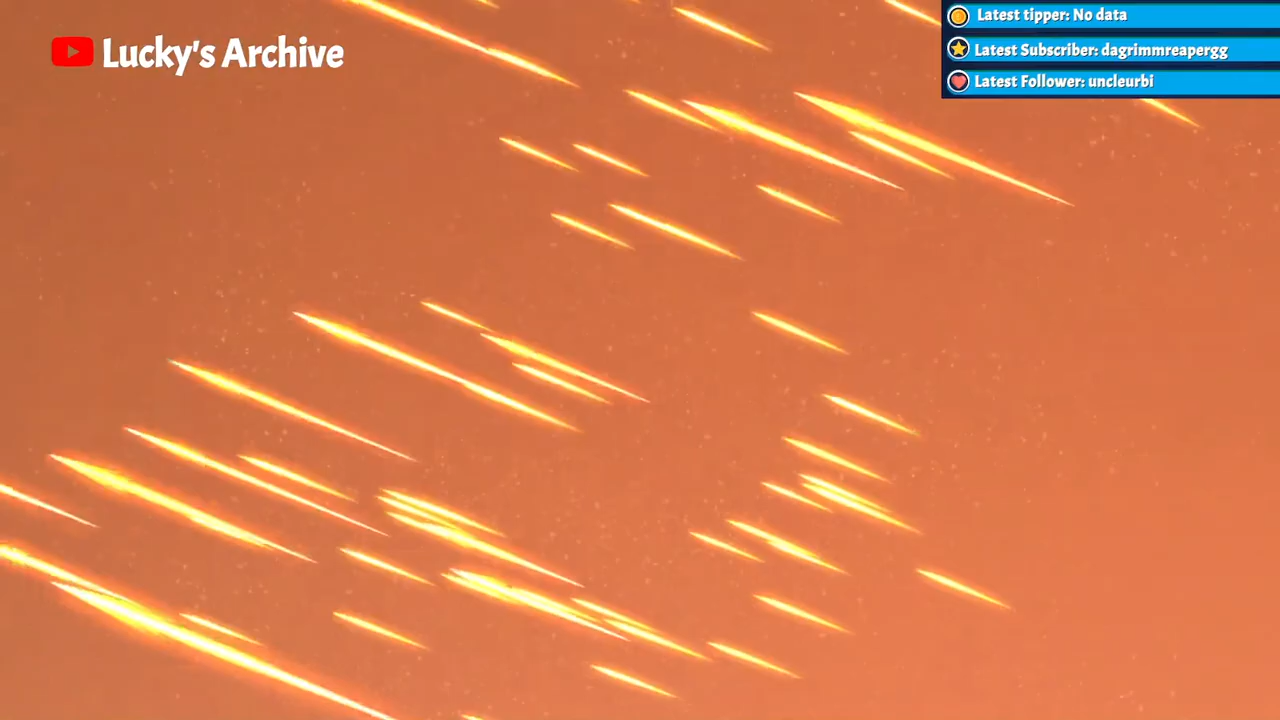 Lucky's Archive
Latest tipper: No data
Latest Subscriber: dagrimmreapergg
Latest Follower: uncleurbi